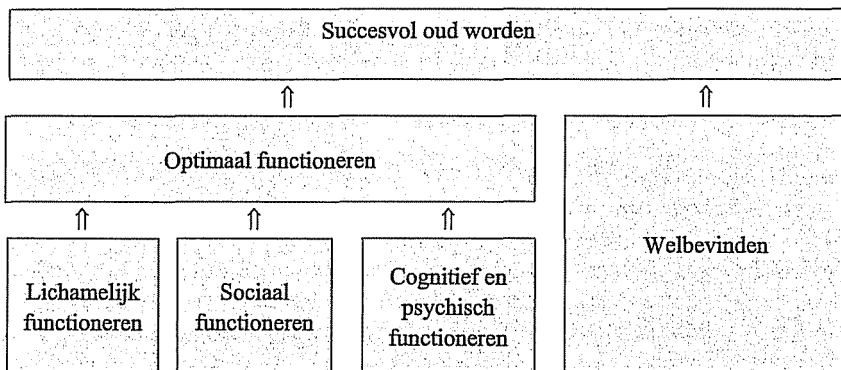 Succesvol oud worden
⇑ ⇑
Optimaal functioneren
⇑ ⇑ ⇑
Welbevinden
Lichamelijk
functioneren
Sociaal
functioneren
Cognitief en
psychisch
functioneren